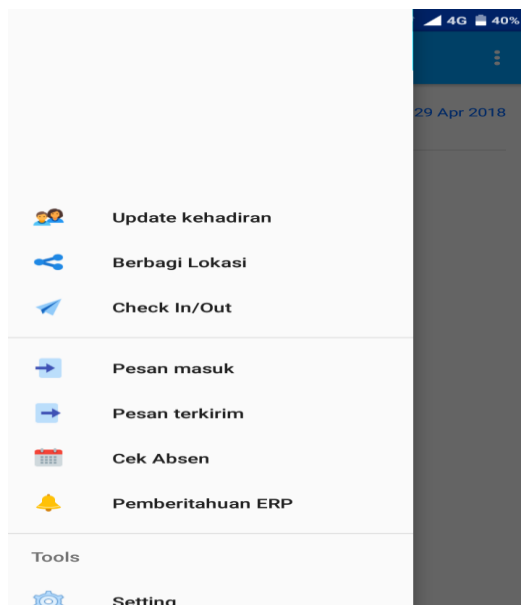 4G 40%
29 Apr 2018
Update kehadiran
Berbagi Lokasi
Check In/Out
Pesan masuk
Pesan terkirim
Cek Absen
Pemberitahuan ERP
Tools
Setting